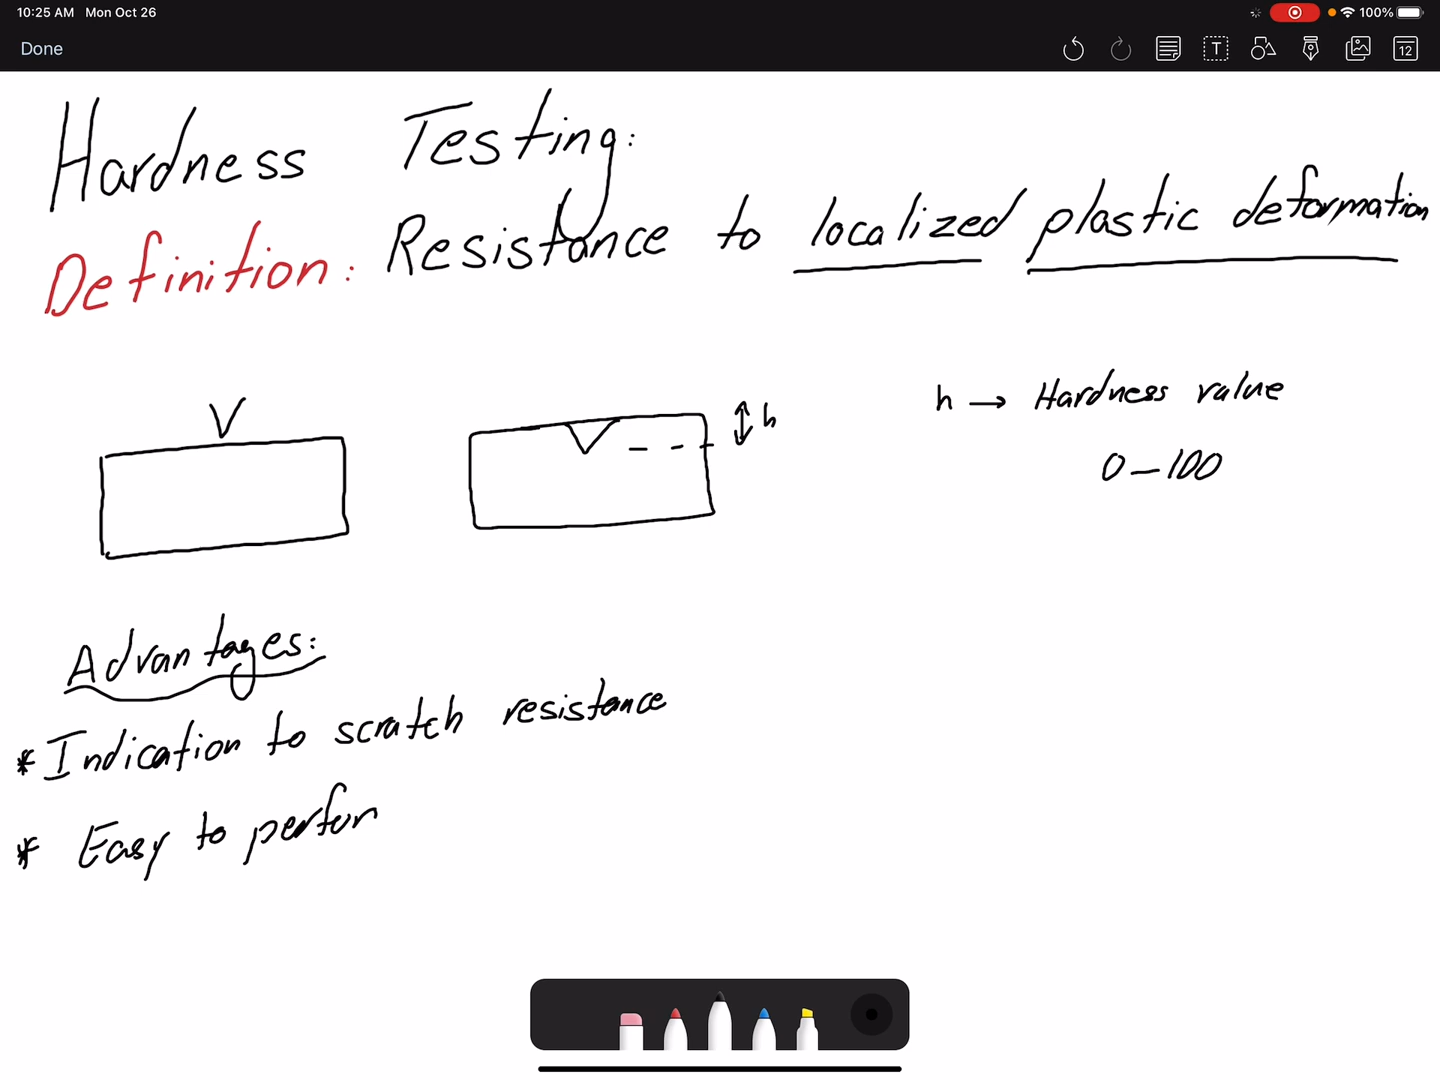 10:25 AM Mon Oct 26
100%
Done
T
12
Hardness Testing:
Definition: Resistance to localized plastic deformation
h
h → Hardness value
0-100
Advantages:
* Indication to scratch resistance
* Easy to perfor